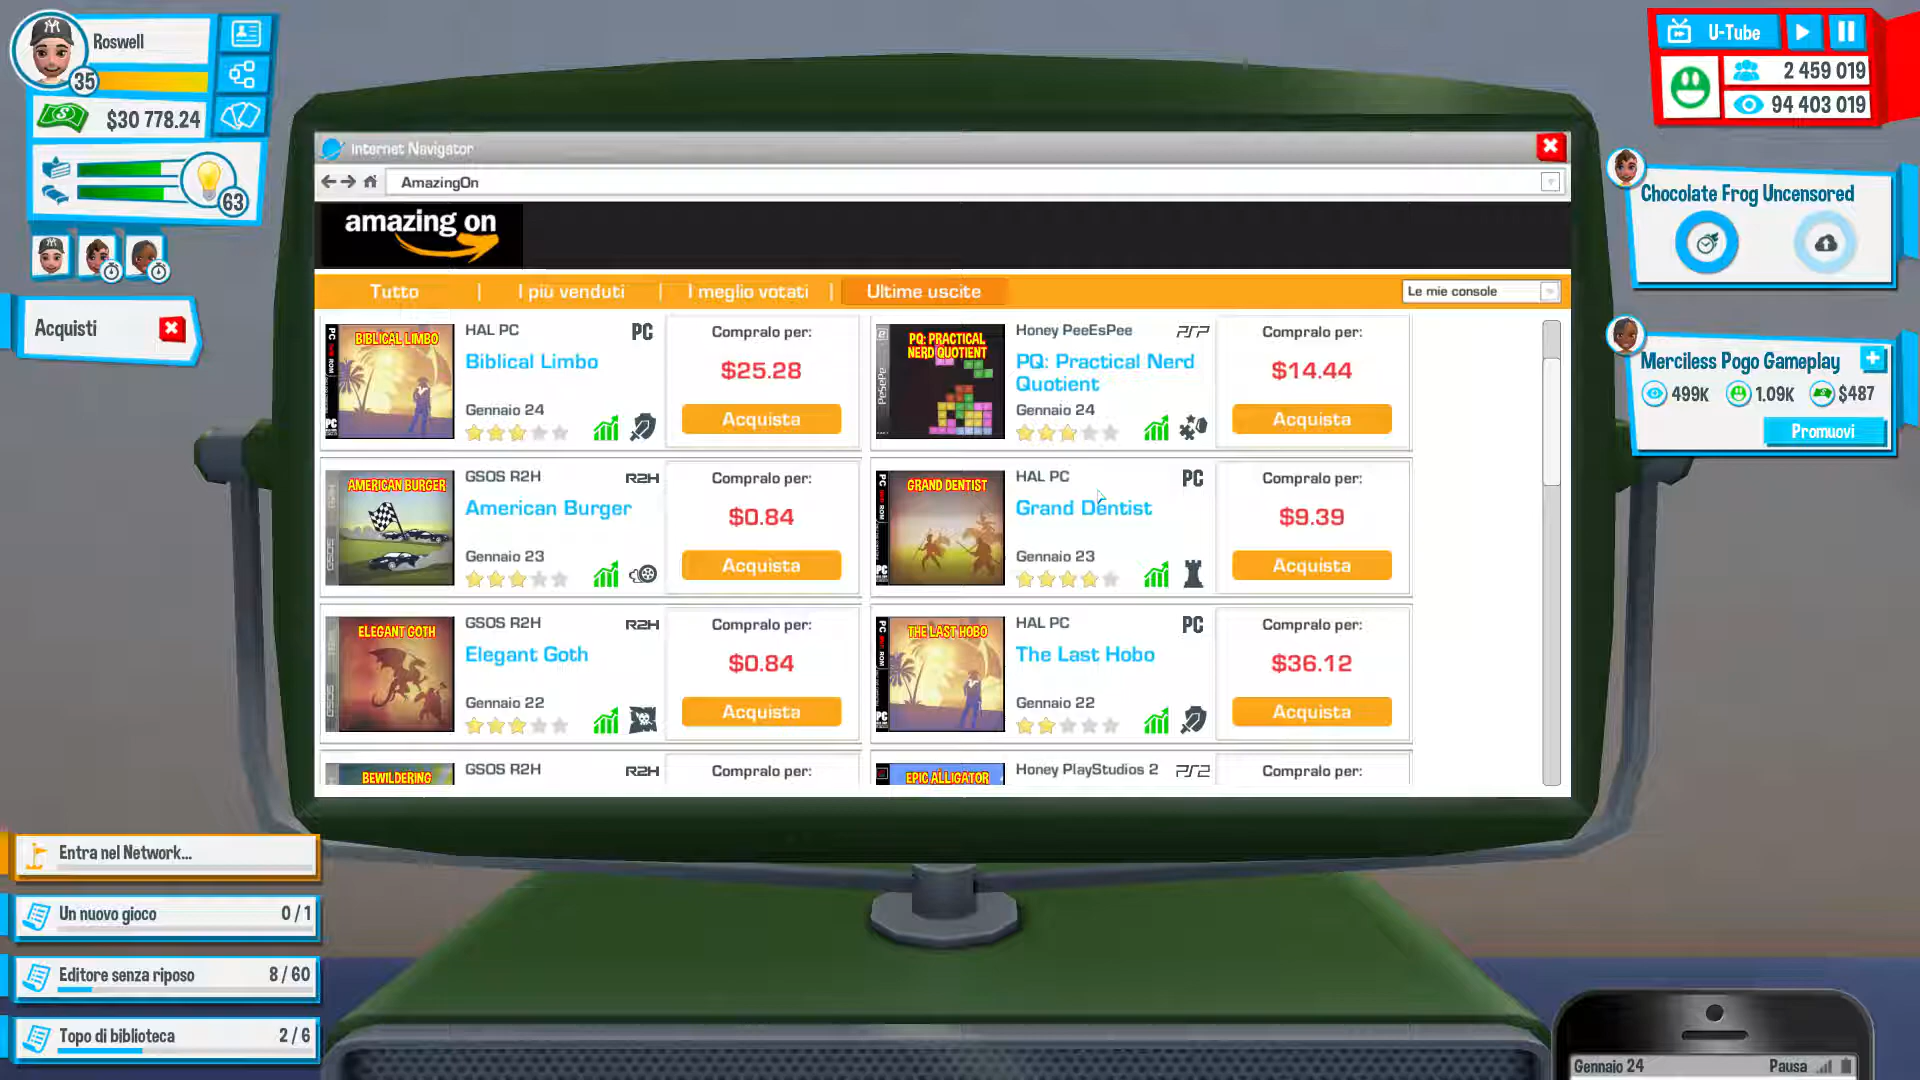 Roswell
35
$30 778.24
63
Acquisti
U-Tube
2 459 019
94 403 019
Chocolate Frog Uncensored
Merciless Pogo Gameplay
499K
1.09K
$487
Promuovi
Internet Navigator
AmazingOn
amazing on
Tutto | I più venduti | I meglio votati | Ultime uscite
Le mie console
BIBLICAL LIMBO
HAL PC
PC
Biblical Limbo
Gennaio 24
Compralo per:
$25.28
Acquista
PQ: PRACTICAL NERD QUOTIENT
Honey PeeEsPee
PSP
PQ: Practical Nerd
Quotient
Gennaio 24
Compralo per:
$14.44
Acquista
AMERICAN BURGER
GSOS R2H
R2H
American Burger
Gennaio 23
Compralo per:
$0.84
Acquista
GRAND DENTIST
HAL PC
PC
Grand Dentist
Gennaio 23
Compralo per:
$9.39
Acquista
ELEGANT GOTH
GSOS R2H
R2H
Elegant Goth
Gennaio 22
Compralo per:
$0.84
Acquista
THE LAST HOBO
HAL PC
PC
The Last Hobo
Gennaio 22
Compralo per:
$36.12
Acquista
BEWILDERING
GSOS R2H
R2H
Compralo per:
EPIC ALLIGATOR
Honey PlayStudios 2
PS2
Compralo per:
Entra nel Network...
Un nuovo gioco 0 / 1
Editore senza riposo 8 / 60
Topo di biblioteca 2 / 6
Gennaio 24
Pausa